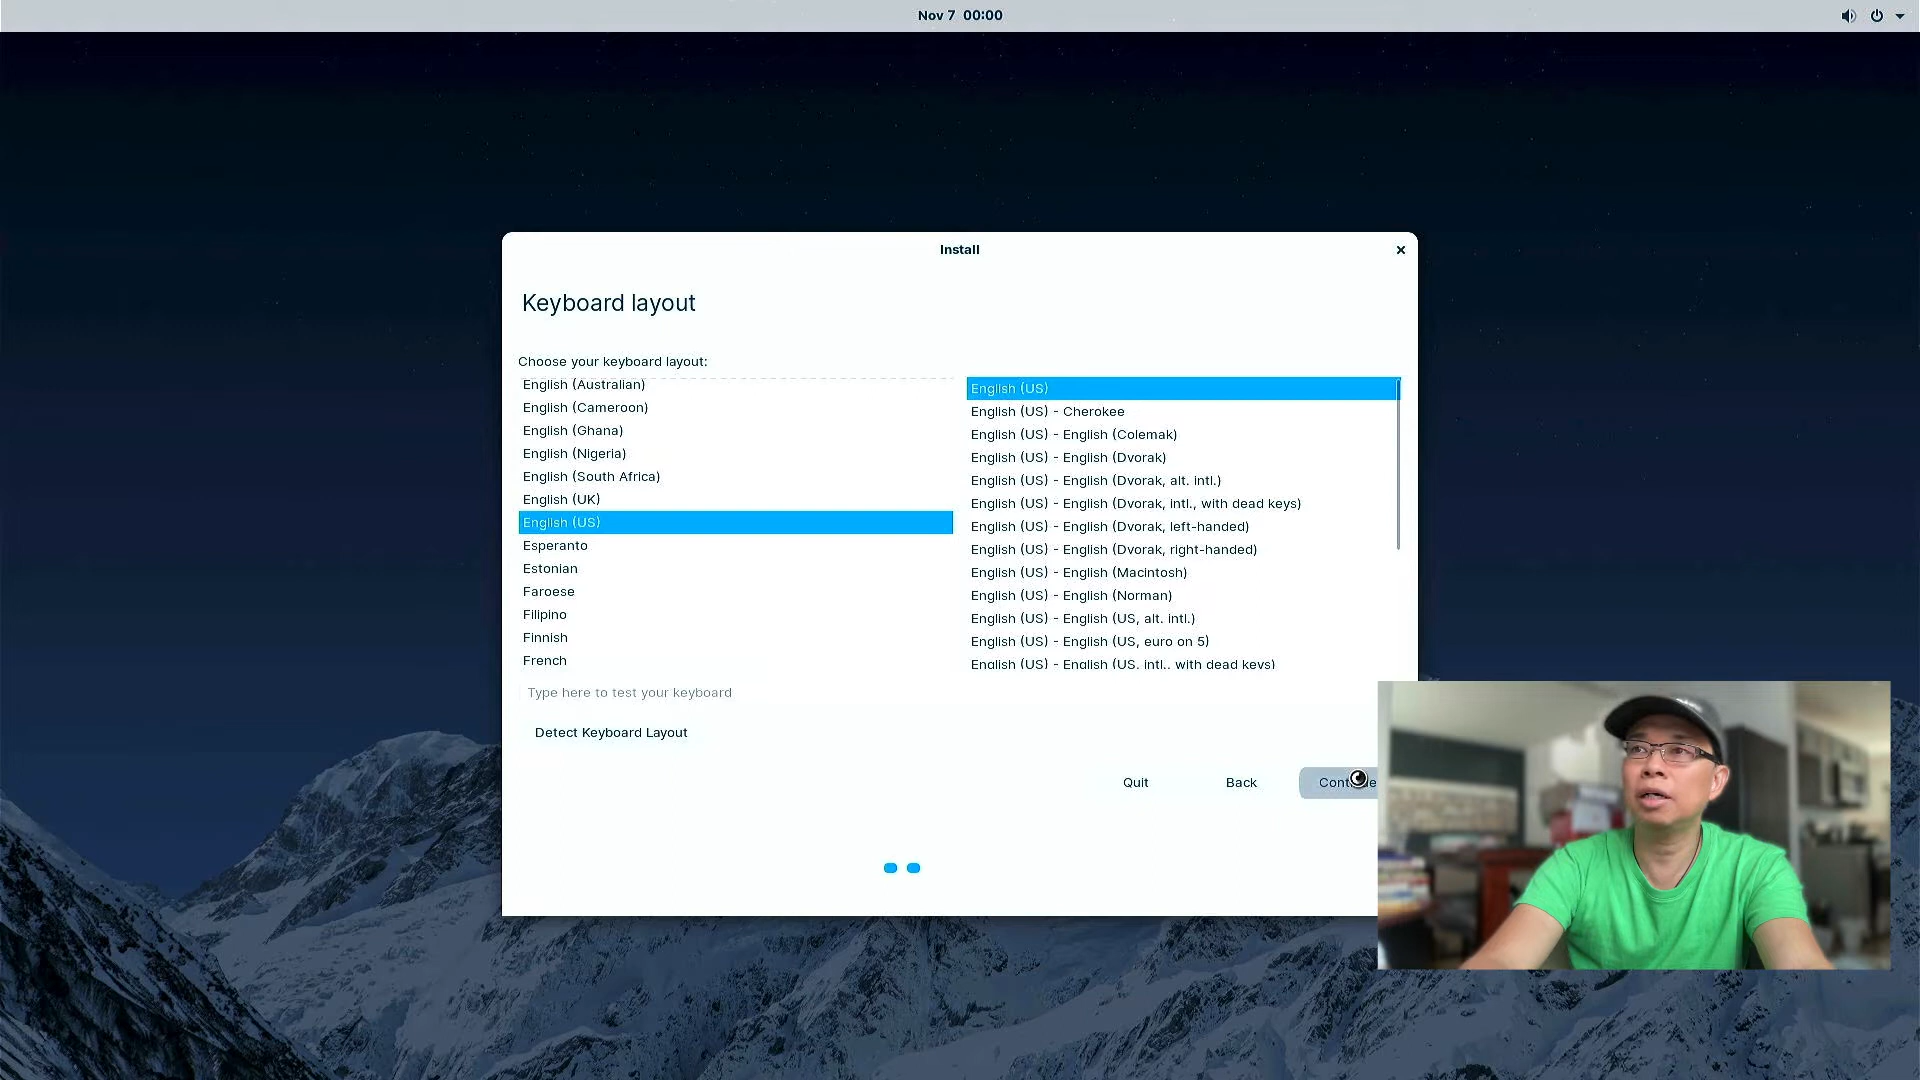 Nov 7 00:00
Install
Keyboard layout
Choose your keyboard layout:
English (Australian)
English (Cameroon)
English (Ghana)
English (Nigeria)
English (South Africa)
English (UK)
English (US)
Esperanto
Estonian
Faroese
Filipino
Finnish
French
English (US)
English (US) - Cherokee
English (US) - English (Colemak)
English (US) - English (Dvorak)
English (US) - English (Dvorak, alt. intl.)
English (US) - English (Dvorak, intl., with dead keys)
English (US) - English (Dvorak, left-handed)
English (US) - English (Dvorak, right-handed)
English (US) - English (Macintosh)
English (US) - English (Norman)
English (US) - English (US, alt. intl.)
English (US) - English (US, euro on 5)
English (US) - English (US, intl., with dead keys)
Type here to test your keyboard
Detect Keyboard Layout
Quit
Back
Continue